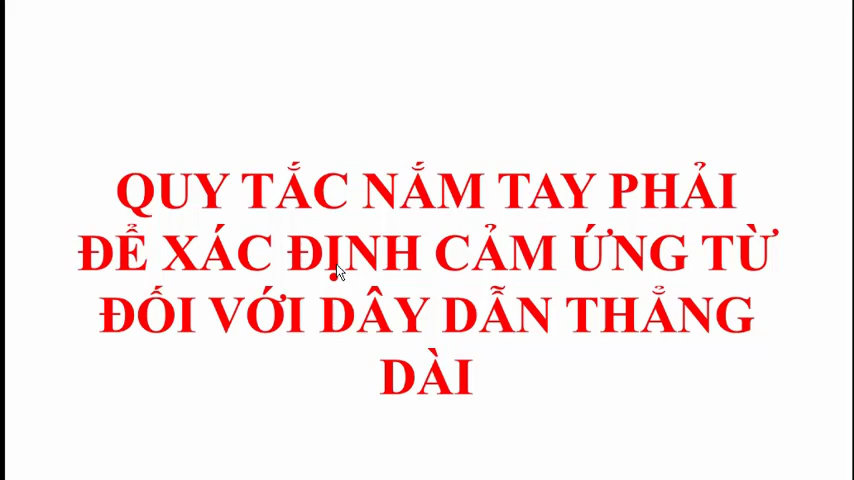 QUY TẮC NẮM TAY PHẢI
ĐỂ XÁC ĐỊNH CẢM ỨNG TỪ
ĐỐI VỚI DÂY DẪN THẲNG
DÀI